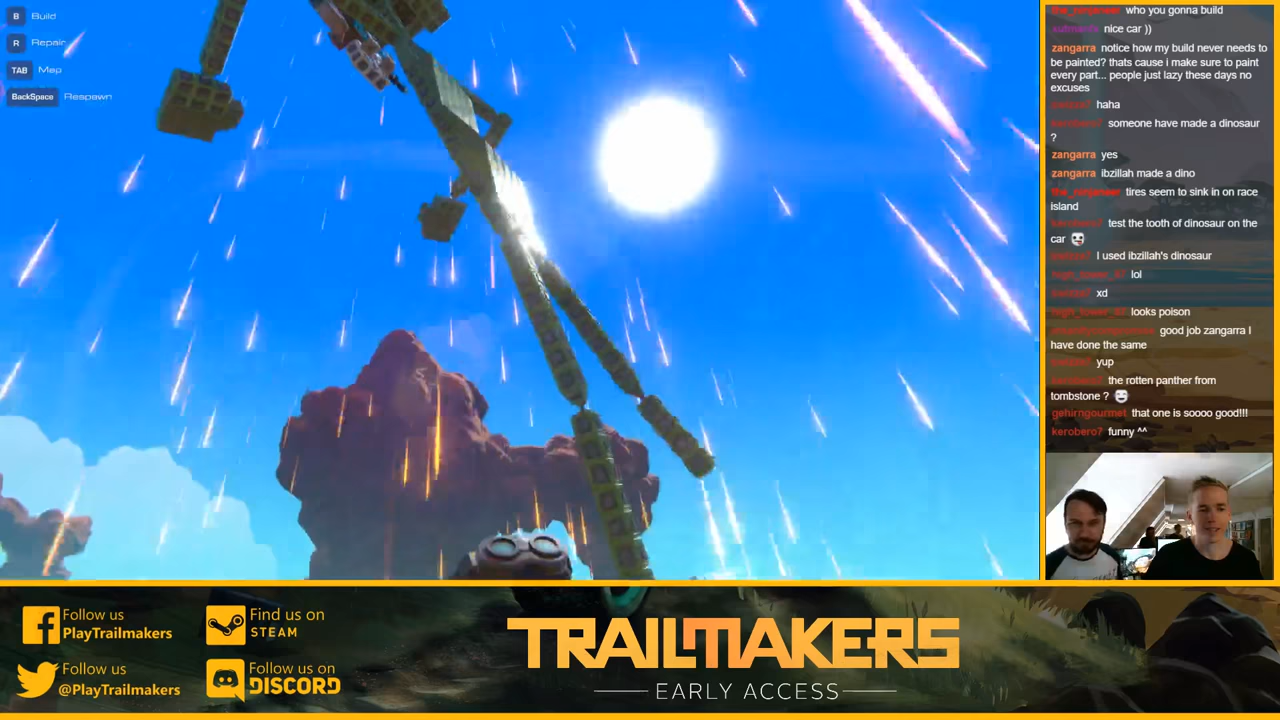 B Build
R Repair
TAB Map
BackSpace Respawn
the_ninjaneer who you gonna build
nice car ))
zangarra notice how my build never needs to
be painted? thats cause i make sure to paint
every part... people just lazy these days no
excuses
haha
kerobero7 someone have made a dinosaur
?
zangarra yes
zangarra ibzillah made a dino
the_ninjaneer tires seem to sink in on race
island
kerobero7 test the tooth of dinosaur on the
car
I used ibzillah's dinosaur
lol
xd
looks poison
good job zangarra I
have done the same
yup
kerobero7 the rotten panther from
tombstone ?
gehirngourmet that one is soooo good!!!
kerobero7 funny ^^
Follow us
PlayTrailmakers
Find us on
STEAM
Follow us
@PlayTrailmakers
Follow us on
DISCORD
TRAILMAKERS
EARLY ACCESS